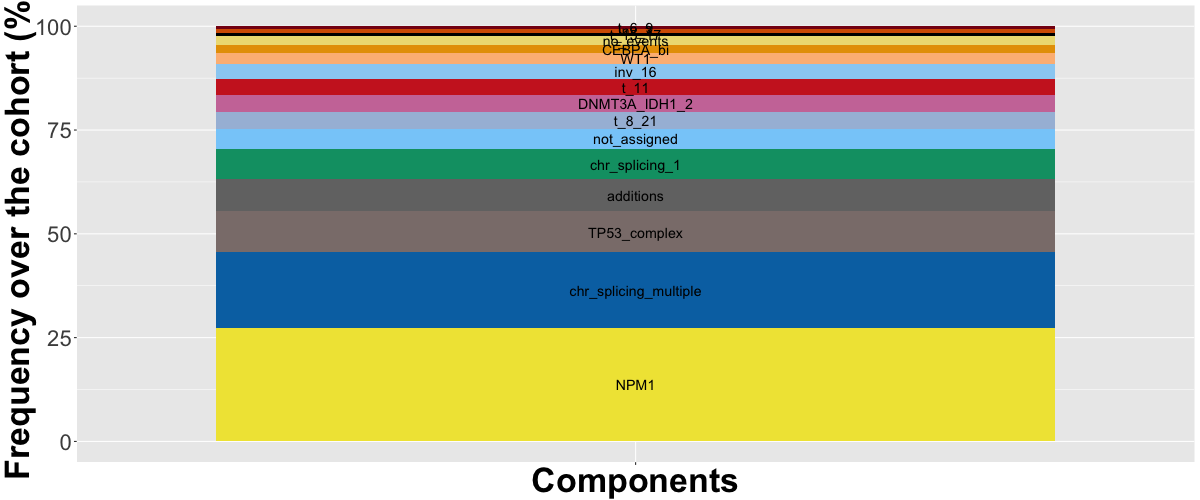 Frequency over the cohort (%
100
75
50
25
0
t_6_9
no_events
CEBPA_bi
WT1
inv_16
t_11
DNMT3A_IDH1_2
t_8_21
not_assigned
chr_splicing_1
additions
TP53_complex
chr_splicing_multiple
NPM1
Components